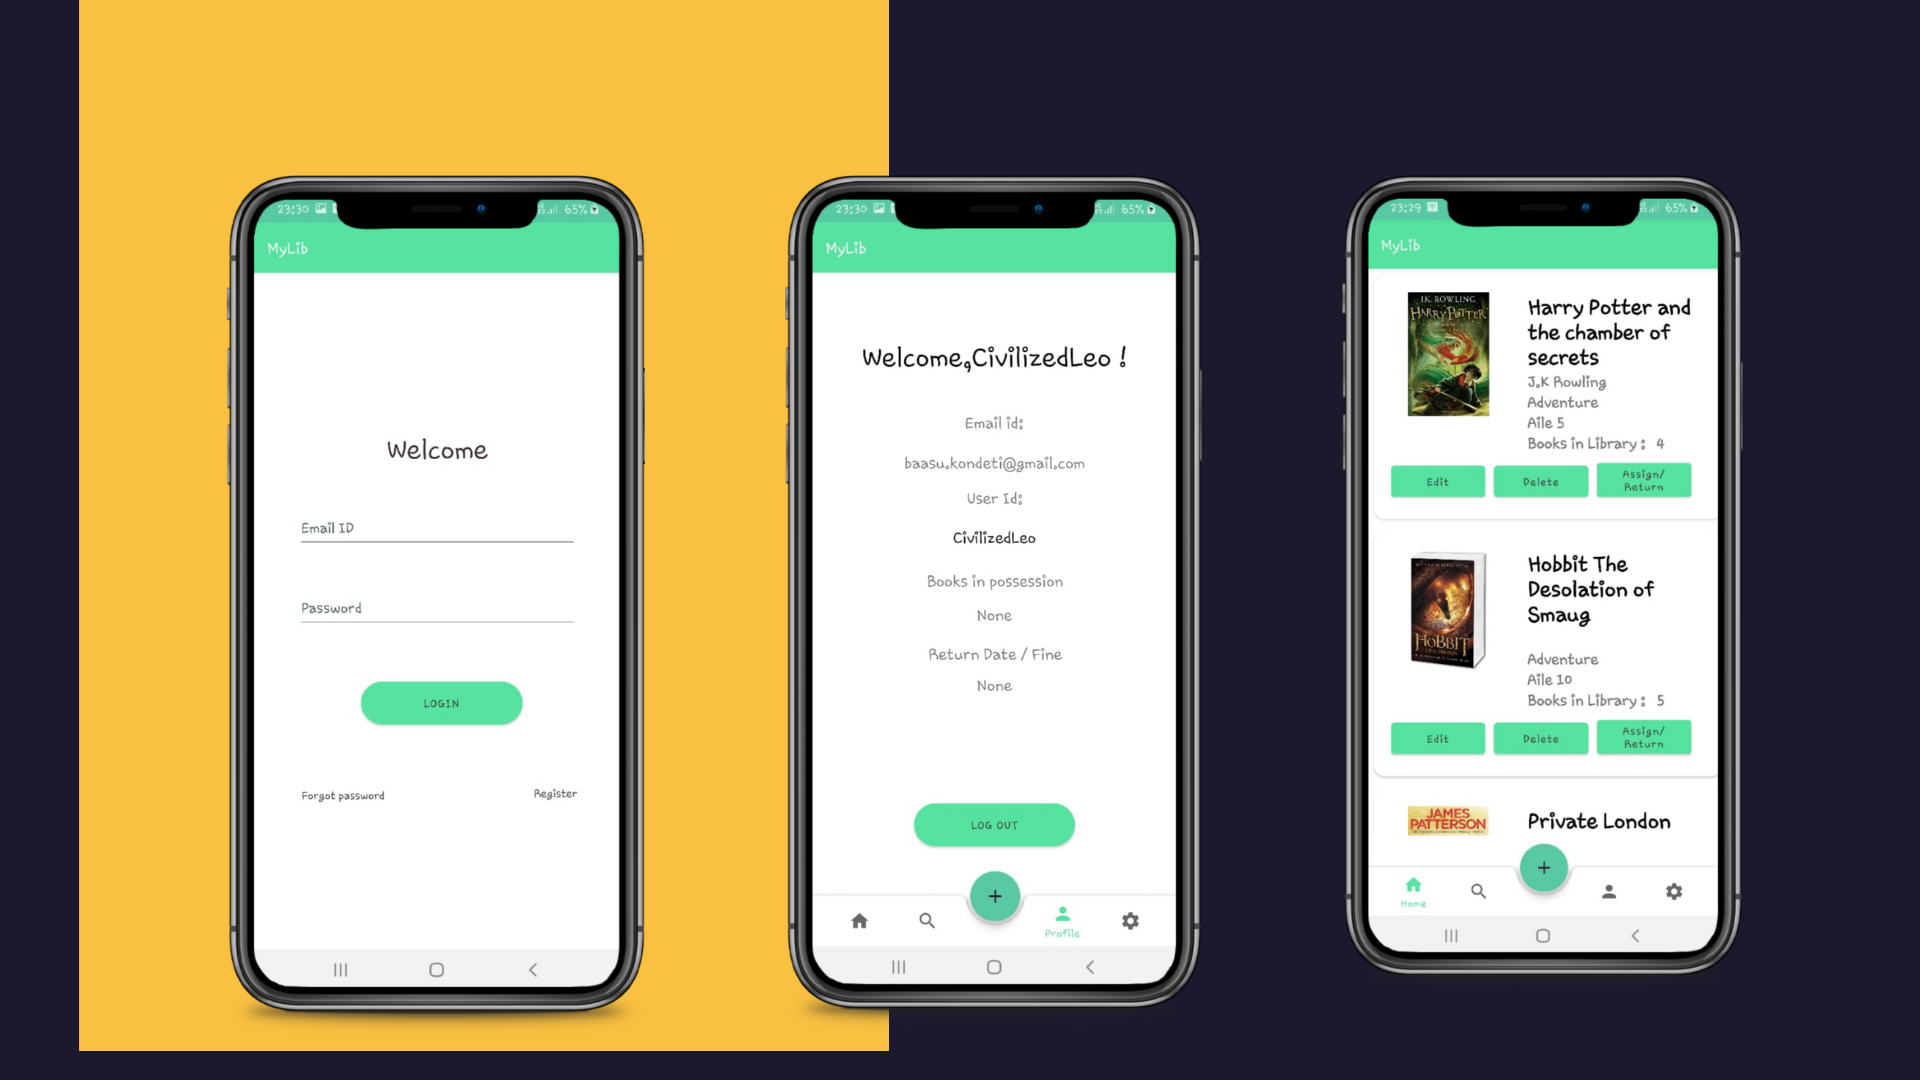 23:30
65%
MyLib
Welcome
Email ID
Password
LOGIN
Forgot password
Register
23:30
65%
MyLib
Welcome,CivilizedLeo !
Email id:
baasu.kondeti@gmail.com
User Id:
CivilizedLeo
Books in possession
None
Return Date / Fine
None
LOG OUT
+
Profile
23:29
65%
MyLib
J.K. ROWLING
HARRY POTTER
Harry Potter and
the chamber of
secrets
J.K Rowling
Adventure
Aile 5
Books in Library : 4
Edit
Delete
Assign/
Return
HOBBIT
Hobbit The
Desolation of
Smaug
Adventure
Aile 10
Books in Library : 5
Edit
Delete
Assign/
Return
JAMES
PATTERSON
Private London
+
Home